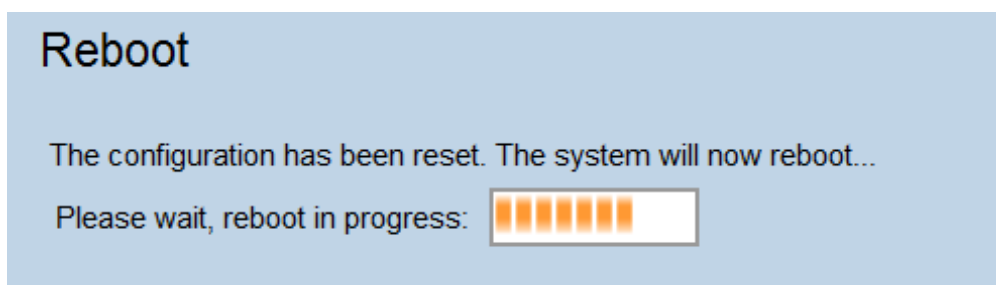 Reboot
The configuration has been reset. The system will now reboot...
Please wait, reboot in progress: